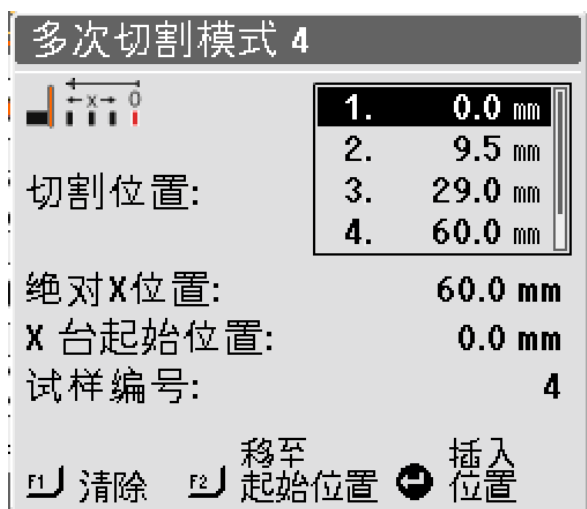 多次切割模式 4
←x→ 0
1. 0.0 mm
2. 9.5 mm
切割位置:
3. 29.0 mm
4. 60.0 mm
绝对X位置: 60.0 mm
X 台起始位置: 0.0 mm
试样编号: 4
F1 清除
F2 移至
起始位置
插入
位置